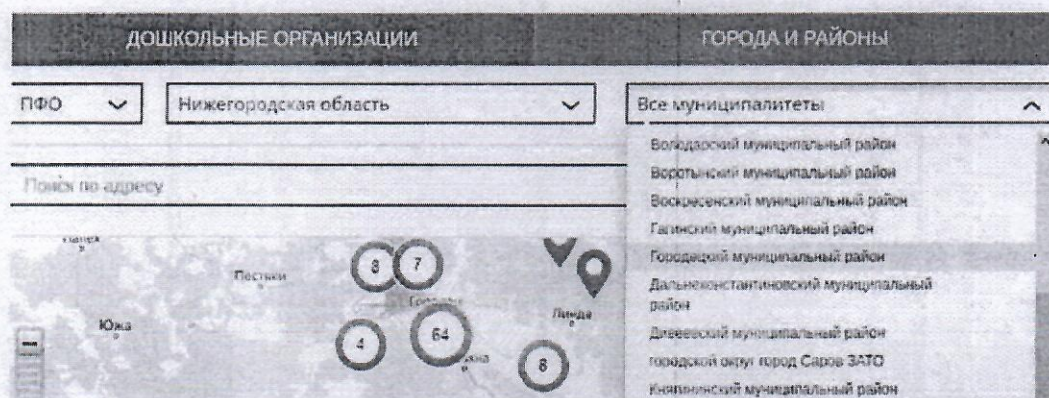 ДОШКОЛЬНЫЕ ОРГАНИЗАЦИИ
ГОРОДА И РАЙОНЫ
ПФО
Нижегородская область
Все муниципалитеты
Володарский муниципальный район
Воротынский муниципальный район
Воскресенский муниципальный район
Гагинский муниципальный район
Городецкий муниципальный район
Дальнеконстантиновский муниципальный
район
Дивеевский муниципальный район
городской округ город Саров ЗАТО
Княгининский муниципальный район
Поиск по адресу
Пестяки
8
7
Южа
4
64
Линда
8